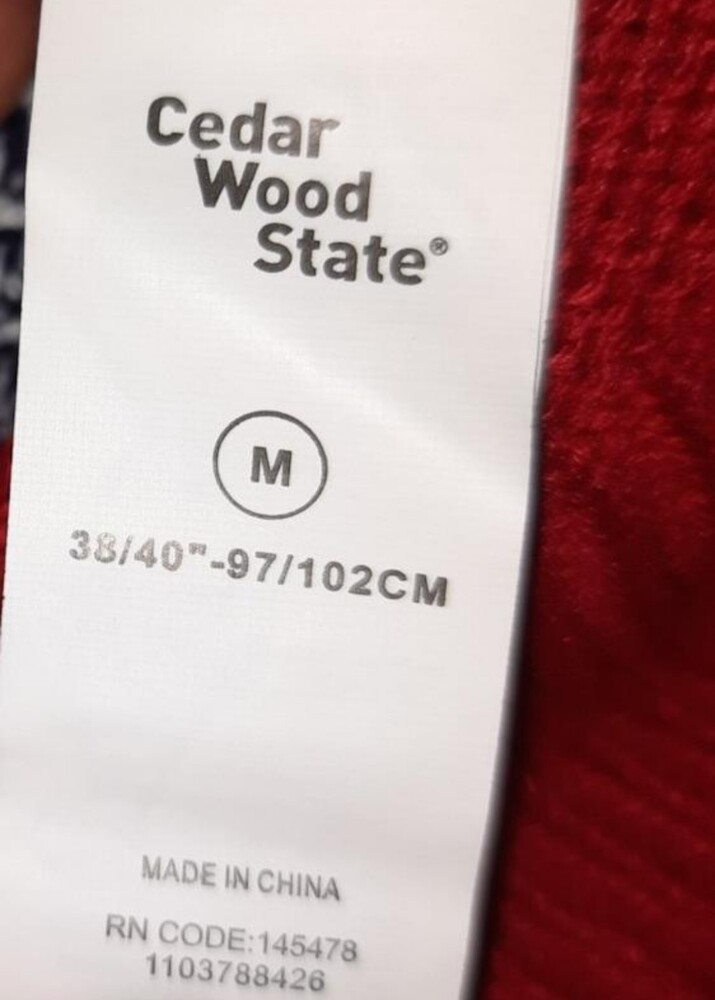 Cedar
Wood
State®
M
38/40"-97/102CM
MADE IN CHINA
RN CODE:145478
1103788426